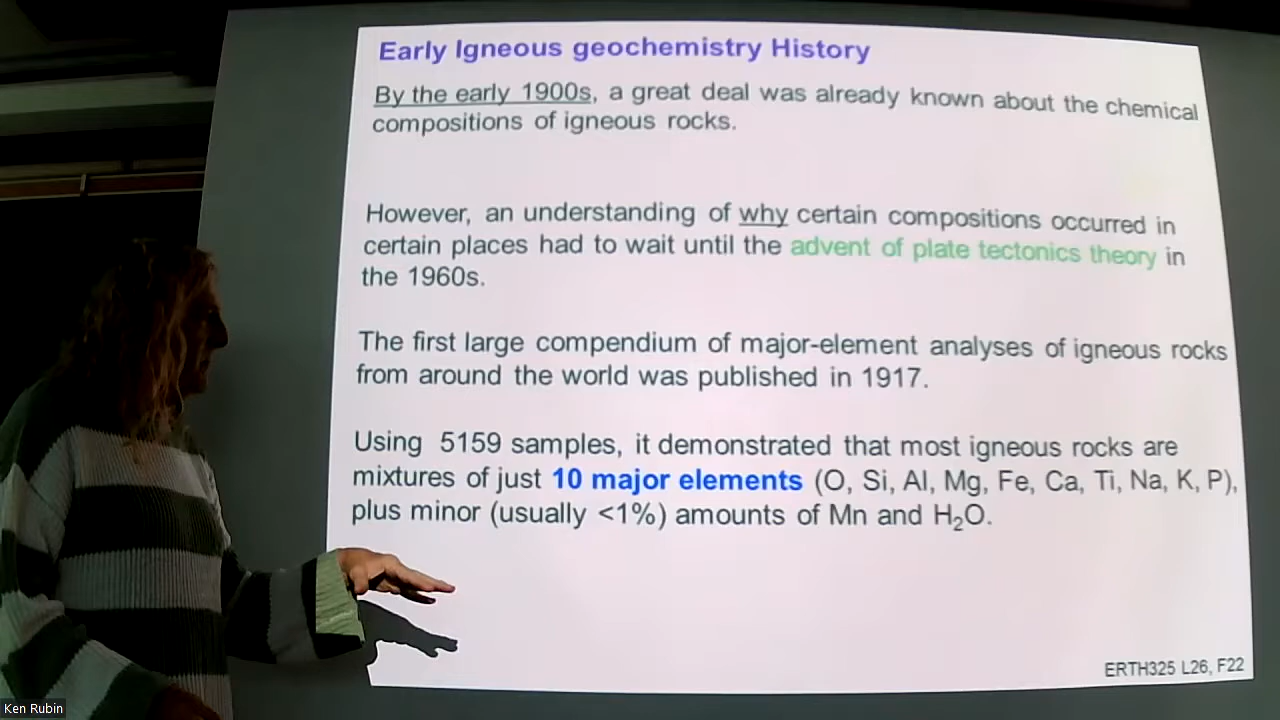 Early Igneous geochemistry History
By the early 1900s, a great deal was already known about the chemical
compositions of igneous rocks.
However, an understanding of why certain compositions occurred in
certain places had to wait until the advent of plate tectonics theory in
the 1960s.
The first large compendium of major-element analyses of igneous rocks
from around the world was published in 1917.
Using 5159 samples, it demonstrated that most igneous rocks are
mixtures of just 10 major elements (O, Si, Al, Mg, Fe, Ca, Ti, Na, K, P),
plus minor (usually <1%) amounts of Mn and H₂O.
ERTH325 L26, F22
Ken Rubin